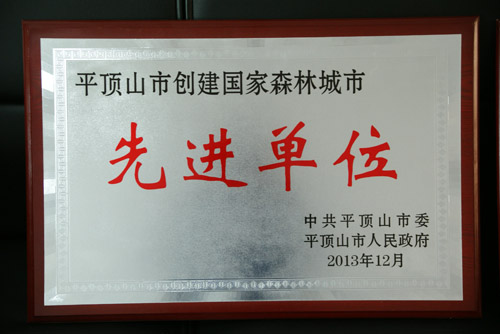 平顶山市创建国家森林城市
先进单位
中共平顶山市委
平顶山市人民政府
2013年12月